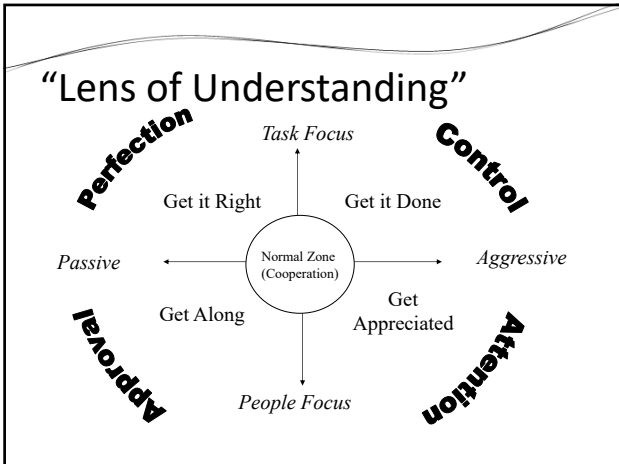 “Lens of Understanding”
Perfection
Task Focus
Control
Get it Right
Get it Done
Passive
Normal Zone
(Cooperation)
Aggressive
Get Along
Get
Appreciated
Approval
People Focus
Attention